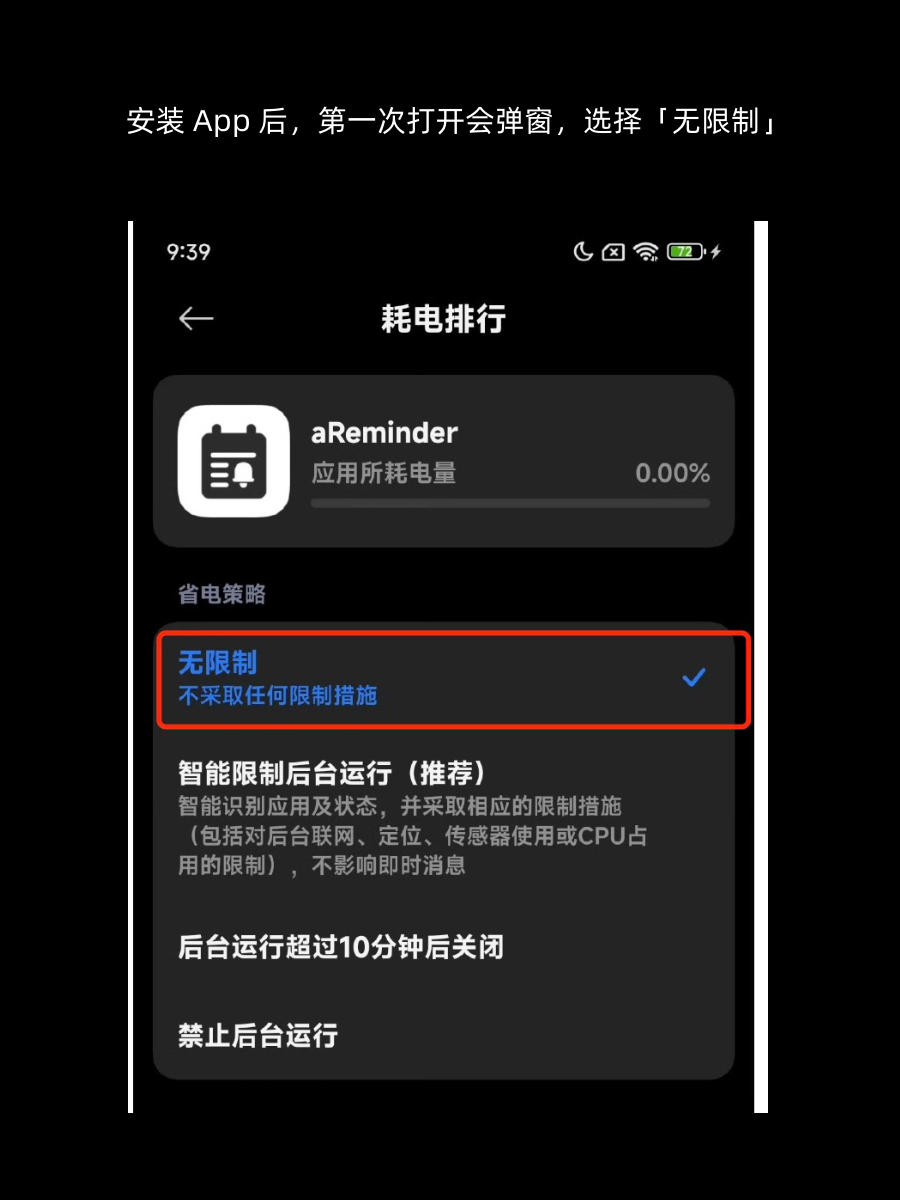 安装 App 后，第一次打开会弹窗，选择「无限制」
9:39
72
耗电排行
aReminder
应用所耗电量
0.00%
省电策略
无限制
不采取任何限制措施
智能限制后台运行（推荐）
智能识别应用及状态，并采取相应的限制措施
（包括对后台联网、定位、传感器使用或CPU占
用的限制），不影响即时消息
后台运行超过10分钟后关闭
禁止后台运行